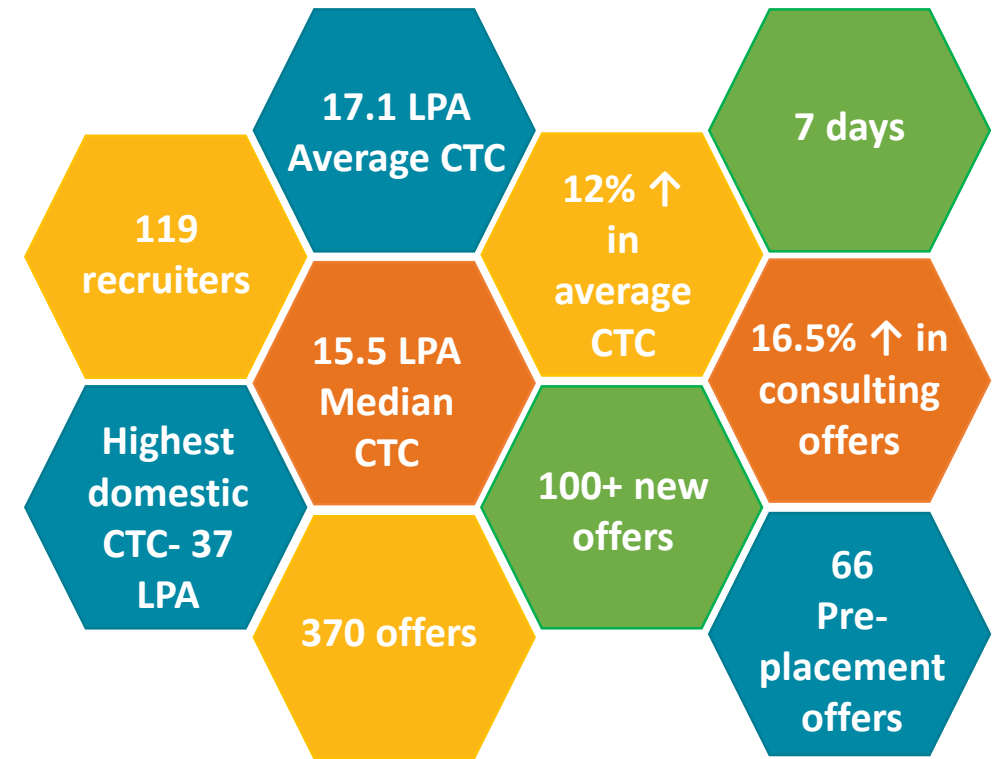 17.1 LPA
Average CTC
7 days
119
recruiters
12% ↑
in
average
CTC
15.5 LPA
Median
CTC
16.5% ↑ in
consulting
offers
Highest
domestic
CTC- 37
LPA
100+ new
offers
370 offers
66
Pre-
placement
offers